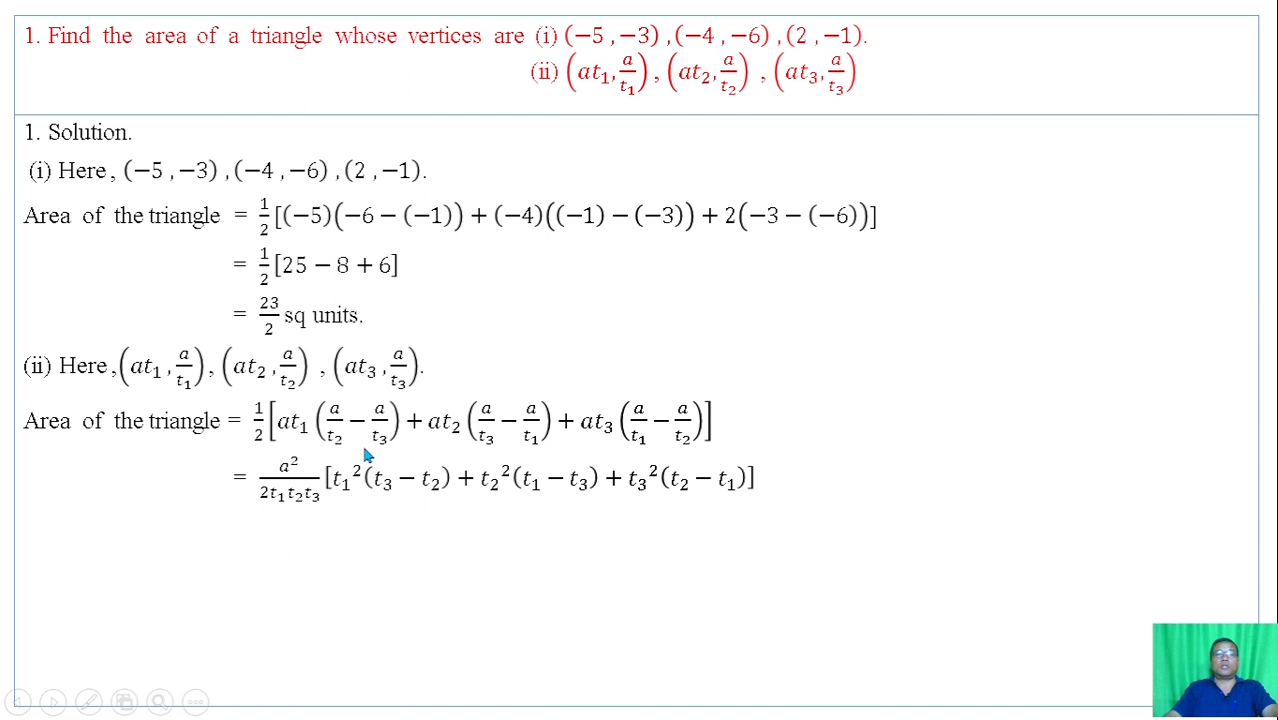 1. Find the area of a triangle whose vertices are (i) (−5 ,−3) ,(−4 ,−6) ,(2 ,−1).
(ii) (at₁, a/t₁) , (at₂, a/t₂) , (at₃, a/t₃)
1. Solution.
(i) Here, (−5 ,−3) ,(−4 ,−6) ,(2 ,−1).
Area of the triangle = 1/2 [(−5)(−6 − (−1)) + (−4)((−1) − (−3)) + 2(−3 − (−6))]
= 1/2 [25 − 8 + 6]
= 23/2 sq units.
(ii) Here ,(at₁ , a/t₁) , (at₂ , a/t₂) , (at₃ , a/t₃).
Area of the triangle = 1/2 [at₁ (a/t₂ − a/t₃) + at₂ (a/t₃ − a/t₁) + at₃ (a/t₁ − a/t₂)]
= a²/2t₁t₂t₃ [t₁²(t₃ − t₂) + t₂²(t₁ − t₃) + t₃²(t₂ − t₁)]